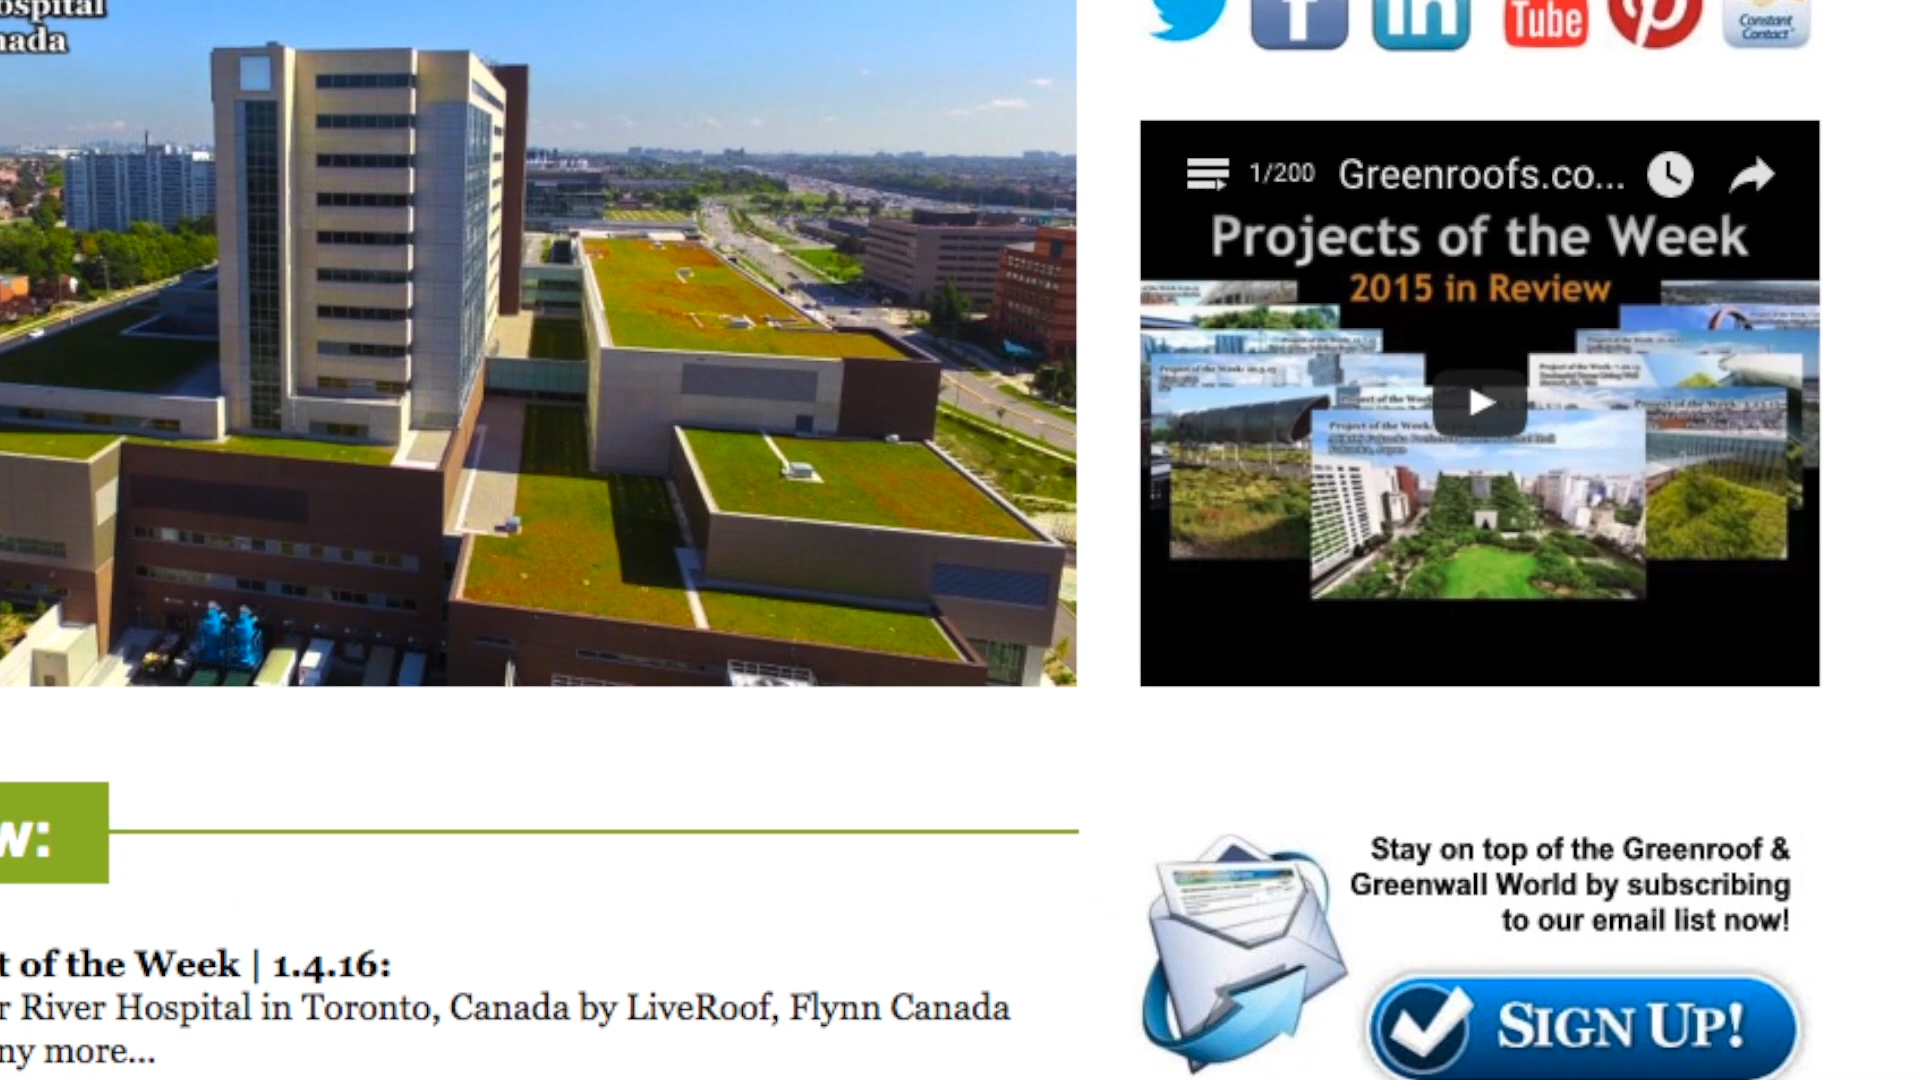 ospital
nada
Tube
Constant
Contact
1/200 Greenroofs.co...
Projects of the Week
2015 in Review
w:
t of the Week | 1.4.16:
r River Hospital in Toronto, Canada by LiveRoof, Flynn Canada
ny more...
Stay on top of the Greenroof &
Greenwall World by subscribing
to our email list now!
SIGN UP!